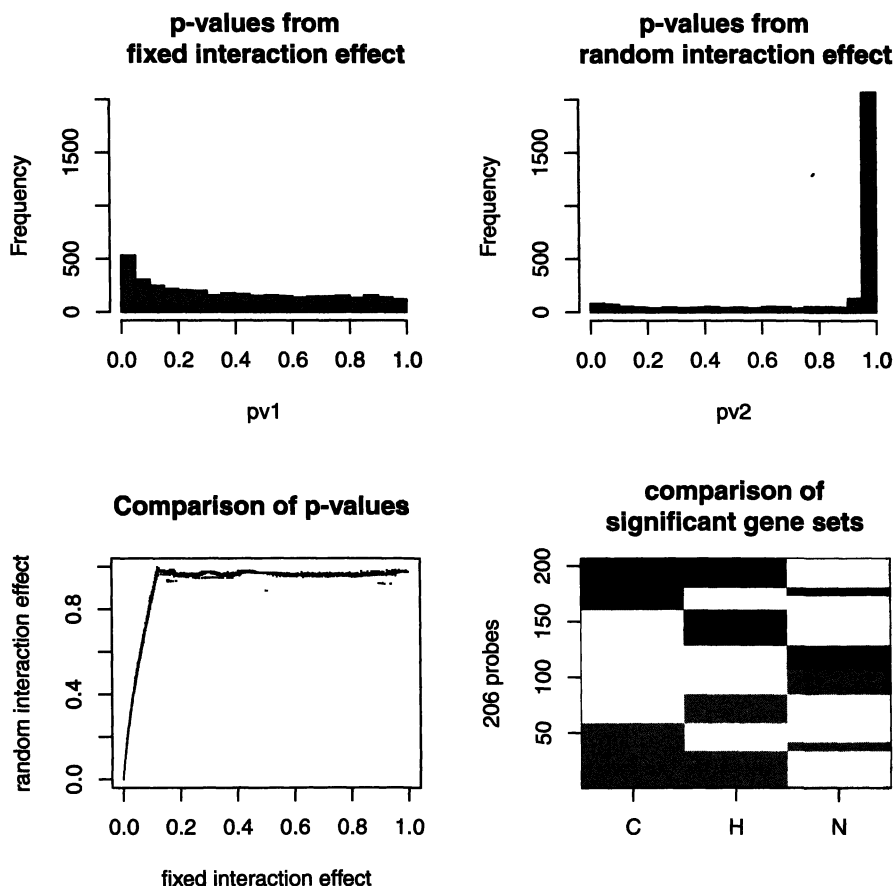 p-values from
fixed interaction effect
Frequency
1500
500
0
0.0 0.2 0.4 0.6 0.8 1.0
pv1
p-values from
random interaction effect
Frequency
1500
500
0
0.0 0.2 0.4 0.6 0.8 1.0
pv2
Comparison of p-values
random interaction effect
0.8
0.4
0.0
0.0 0.2 0.4 0.6 0.8 1.0
fixed interaction effect
comparison of
significant gene sets
206 probes
200
150
100
50
C H N